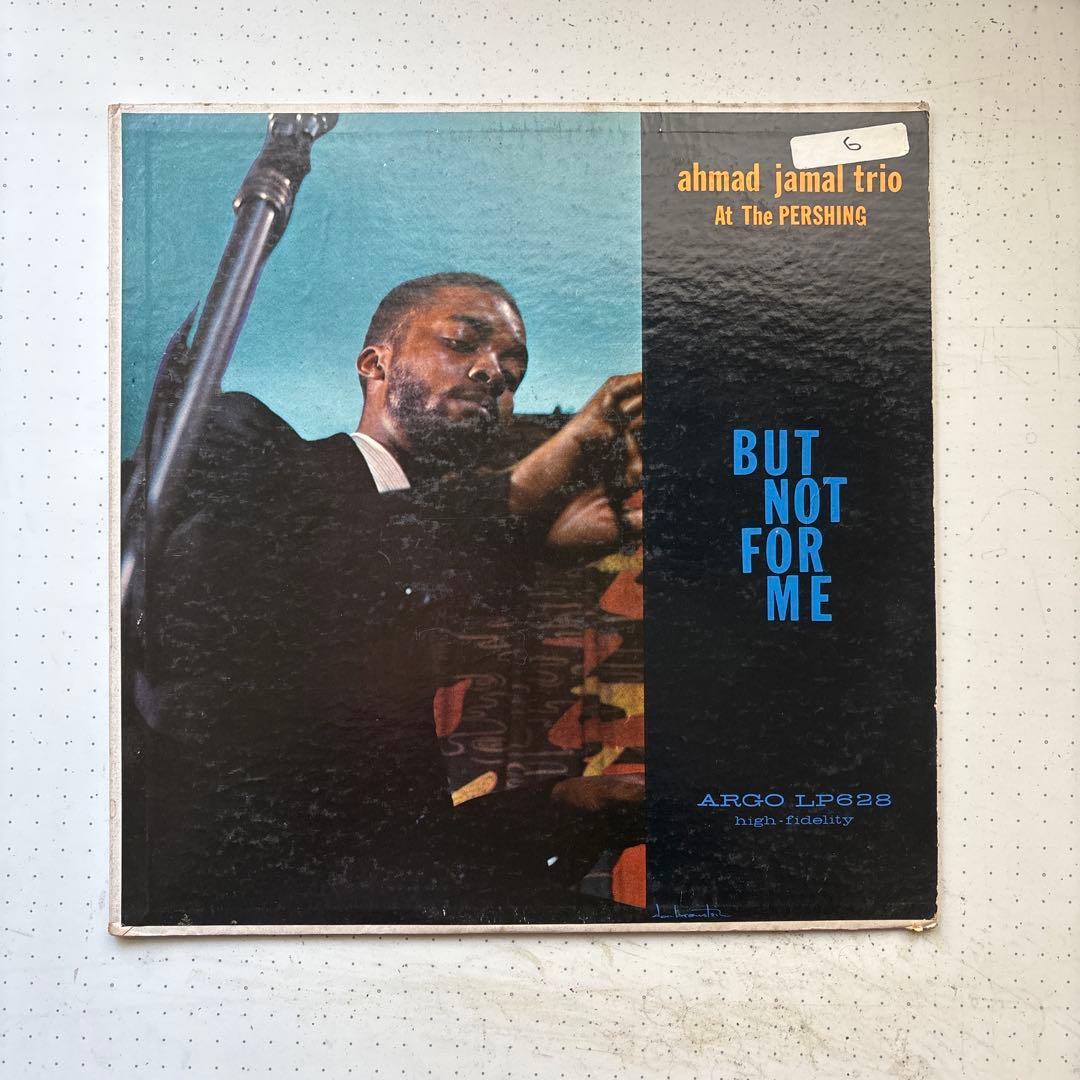 6
ahmad jamal trio
At The PERSHING
BUT
NOT
FOR
ME
ARGO LP628
high-fidelity